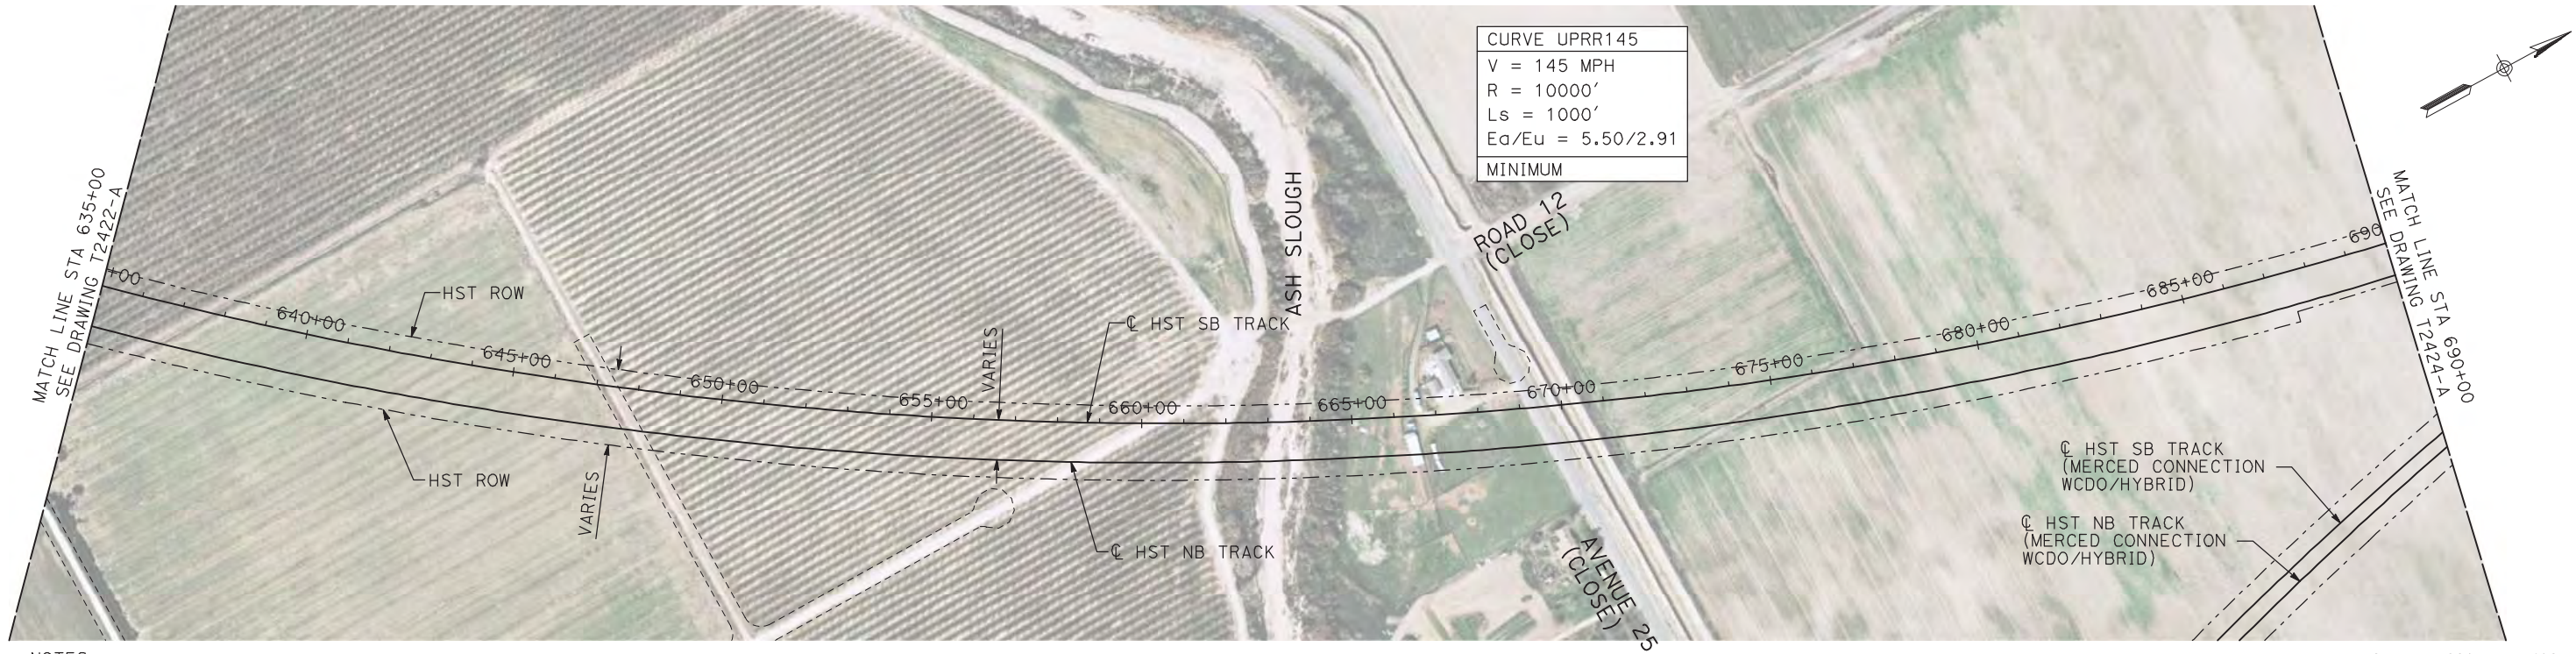 MATCH LINE STA 635+00
SEE DRAWING T2422-A
+00
640+00
HST ROW
HST ROW
645+00
VARIES
650+00
655+00
VARIES
℄ HST SB TRACK
660+00
℄ HST NB TRACK
ASH SLOUGH
665+00
CURVE UPRR145
V = 145 MPH
R = 10000'
Ls = 1000'
Ea/Eu = 5.50/2.91
MINIMUM
ROAD 12
(CLOSE)
670+00
AVENUE 25
(CLOSE)
675+00
680+00
685+00
690
MATCH LINE STA 690+00
SEE DRAWING T2424-A
℄ HST SB TRACK
(MERCED CONNECTION
WCDO/HYBRID)
℄ HST NB TRACK
(MERCED CONNECTION
WCDO/HYBRID)